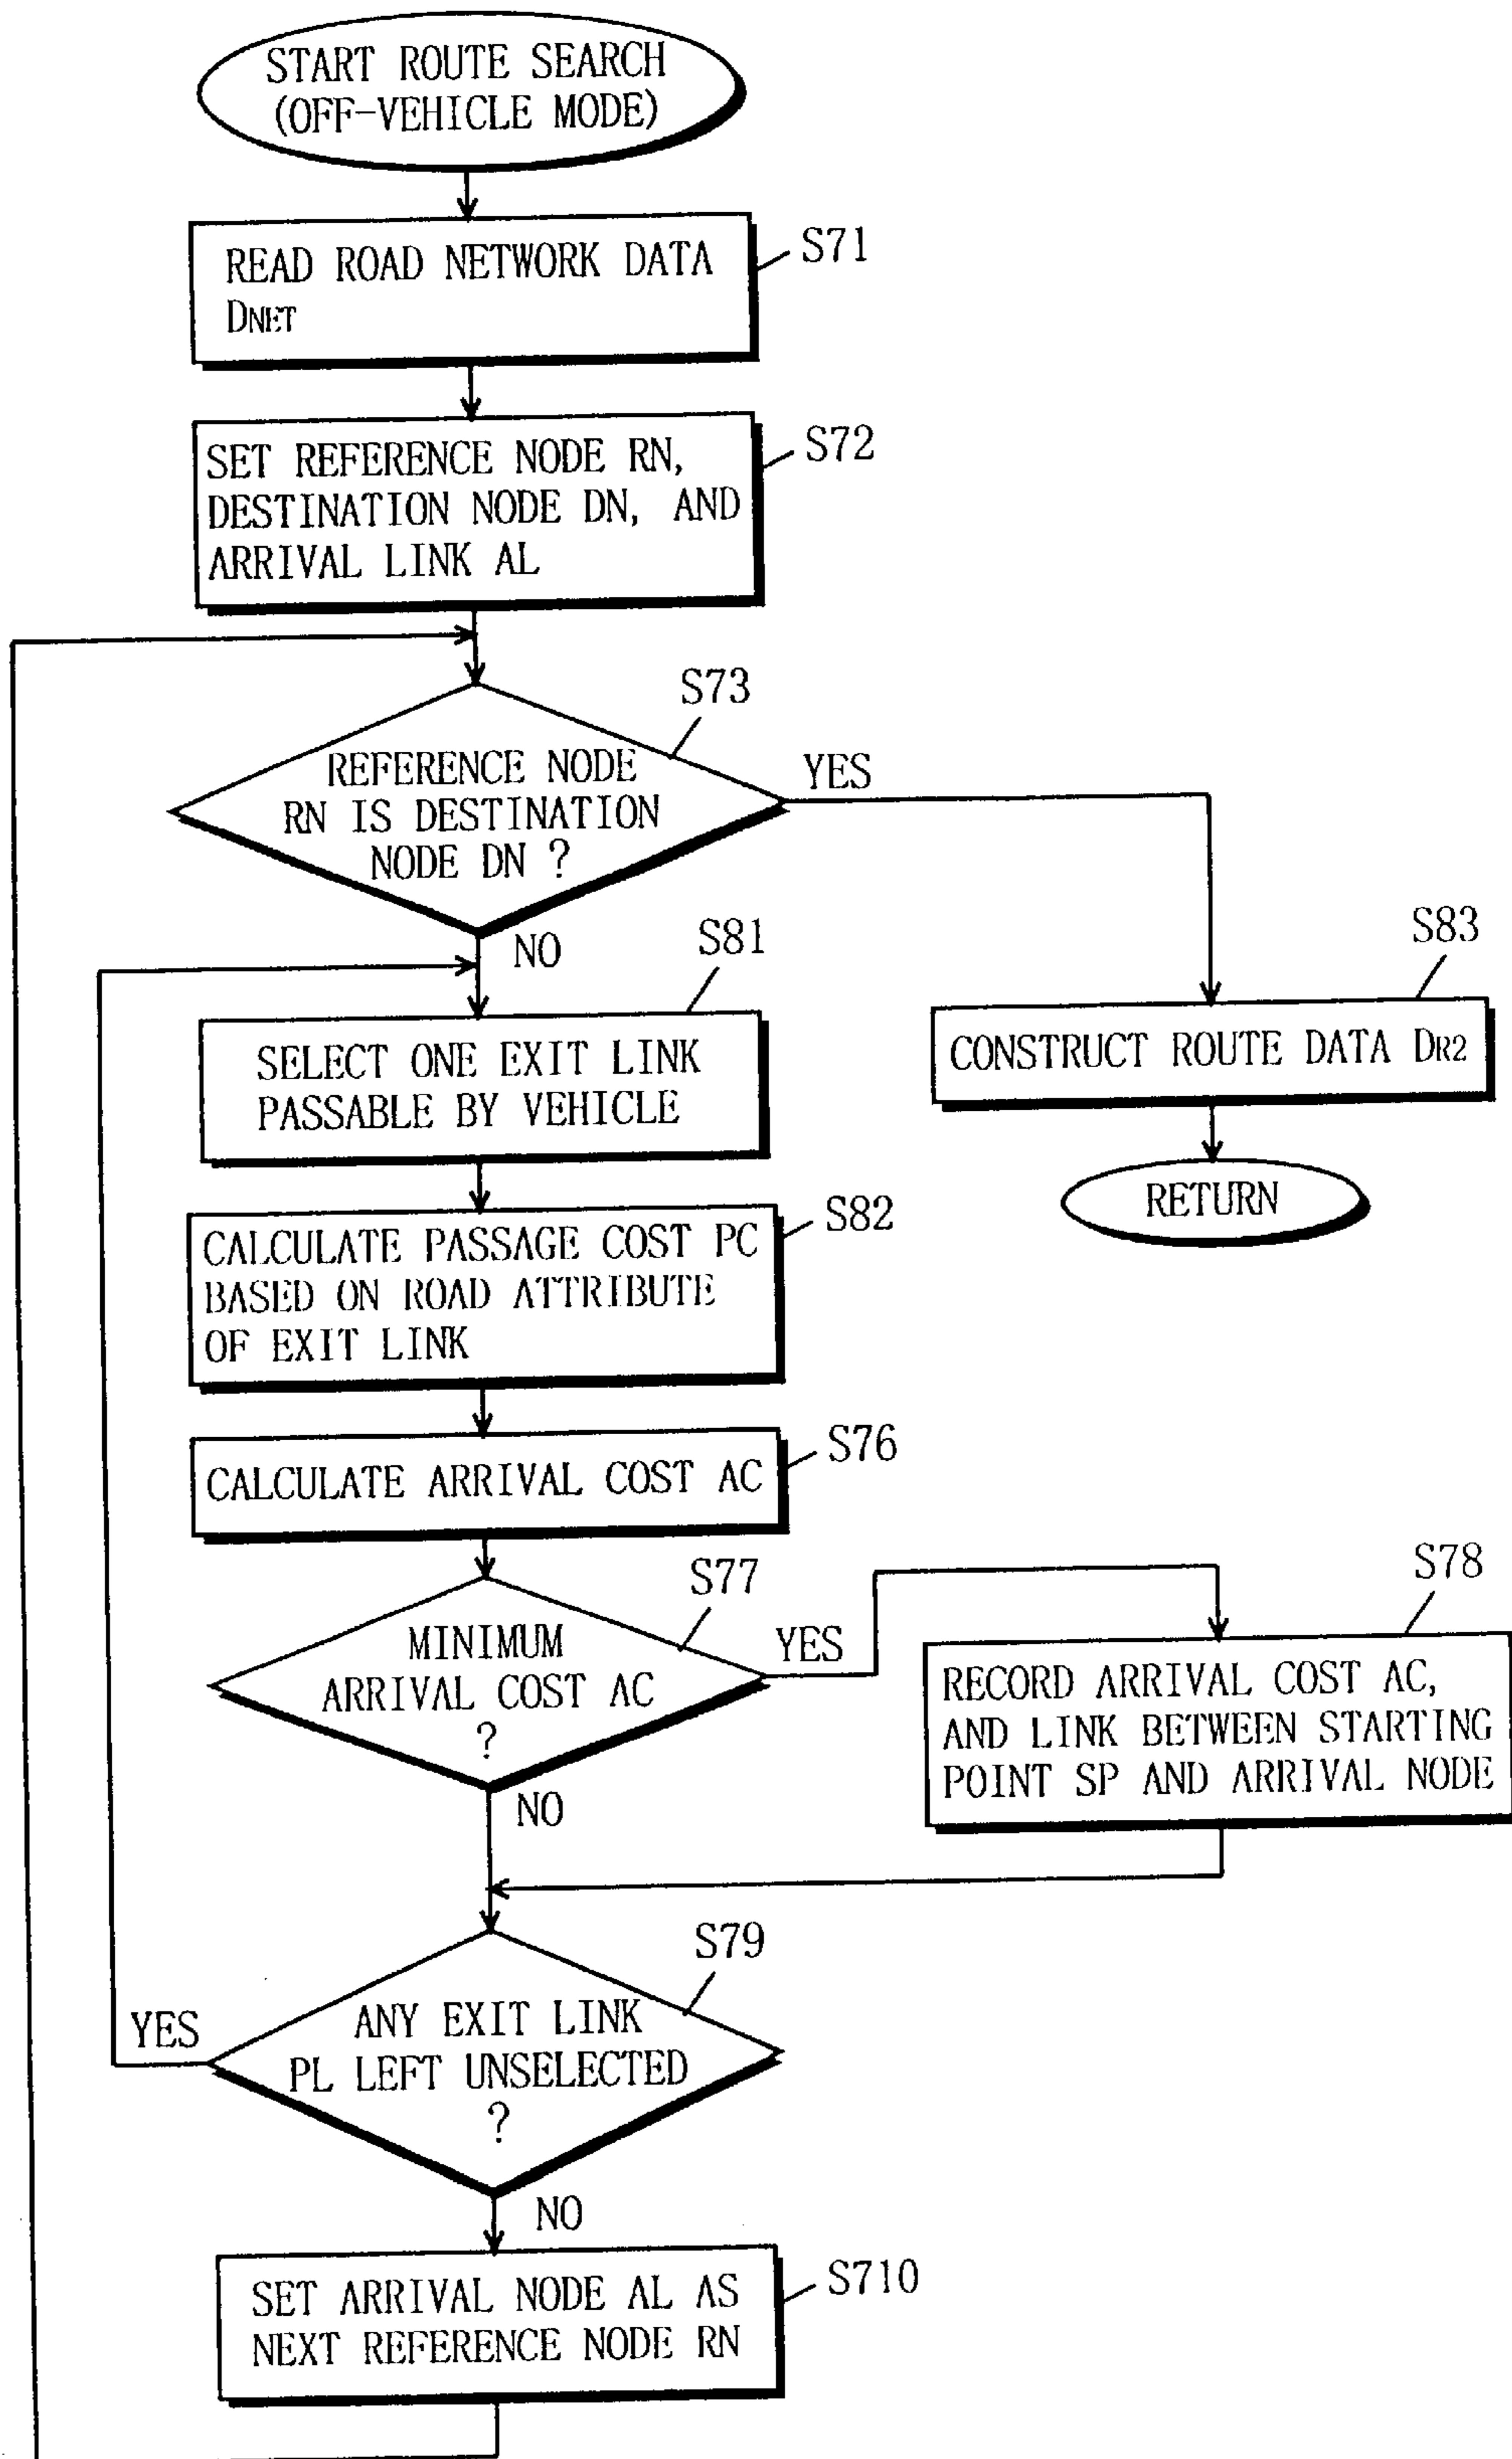 START ROUTE SEARCH
(OFF-VEHICLE MODE)
READ ROAD NETWORK DATA
DNET
S71
SET REFERENCE NODE RN,
DESTINATION NODE DN, AND
ARRIVAL LINK AL
S72
S73
REFERENCE NODE
RN IS DESTINATION
NODE DN ?
YES
NO
S81
SELECT ONE EXIT LINK
PASSABLE BY VEHICLE
S83
CONSTRUCT ROUTE DATA DR2
RETURN
CALCULATE PASSAGE COST PC
BASED ON ROAD ATTRIBUTE
OF EXIT LINK
S82
CALCULATE ARRIVAL COST AC
S76
S77
MINIMUM
ARRIVAL COST AC
?
YES
NO
S78
RECORD ARRIVAL COST AC,
AND LINK BETWEEN STARTING
POINT SP AND ARRIVAL NODE
S79
ANY EXIT LINK
PL LEFT UNSELECTED
?
YES
NO
SET ARRIVAL NODE AL AS
NEXT REFERENCE NODE RN
S710